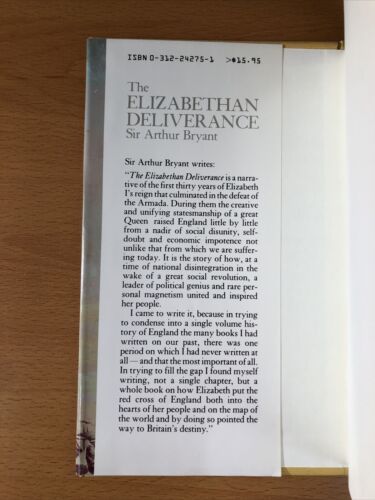 ISBN 0-312-24275-1 >$15.95
The
ELIZABETHAN
DELIVERANCE
Sir Arthur Bryant
Sir Arthur Bryant writes:
"The Elizabethan Deliverance is a narra-
tive of the first thirty years of Elizabeth
I's reign that culminated in the defeat of
the Armada. During them the creative
and unifying statesmanship of a great
Queen raised England little by little
from a nadir of social disunity, self-
doubt and economic impotence not
unlike that from which we are suffer-
ing today. It is the story of how, at a
time of national disintegration in the
wake of a great social revolution, a
leader of political genius and rare per-
sonal magnetism united and inspired
her people.
I came to write it, because in trying
to condense into a single volume his-
tory of England the many books I had
written on our past, there was one
period on which I had never written at
all — and that the most important of all.
In trying to fill the gap I found myself
writing, not a single chapter, but a
whole book on how Elizabeth put the
red cross of England both into the
hearts of her people and on the map of
the world and by doing so pointed the
way to Britain's destiny."